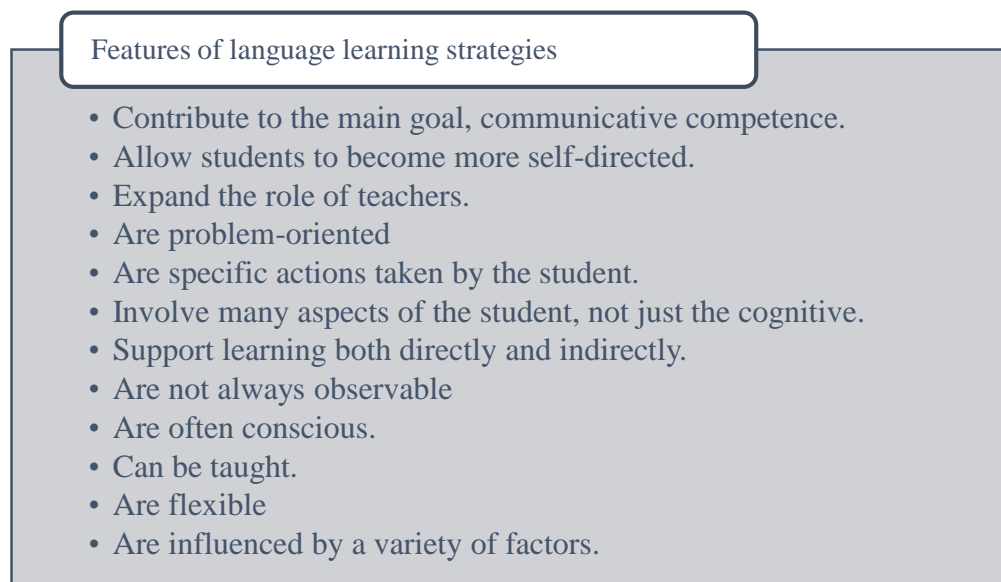 Features of language learning strategies
• Contribute to the main goal, communicative competence.
• Allow students to become more self-directed.
• Expand the role of teachers.
• Are problem-oriented
• Are specific actions taken by the student.
• Involve many aspects of the student, not just the cognitive.
• Support learning both directly and indirectly.
• Are not always observable
• Are often conscious.
• Can be taught.
• Are flexible
• Are influenced by a variety of factors.